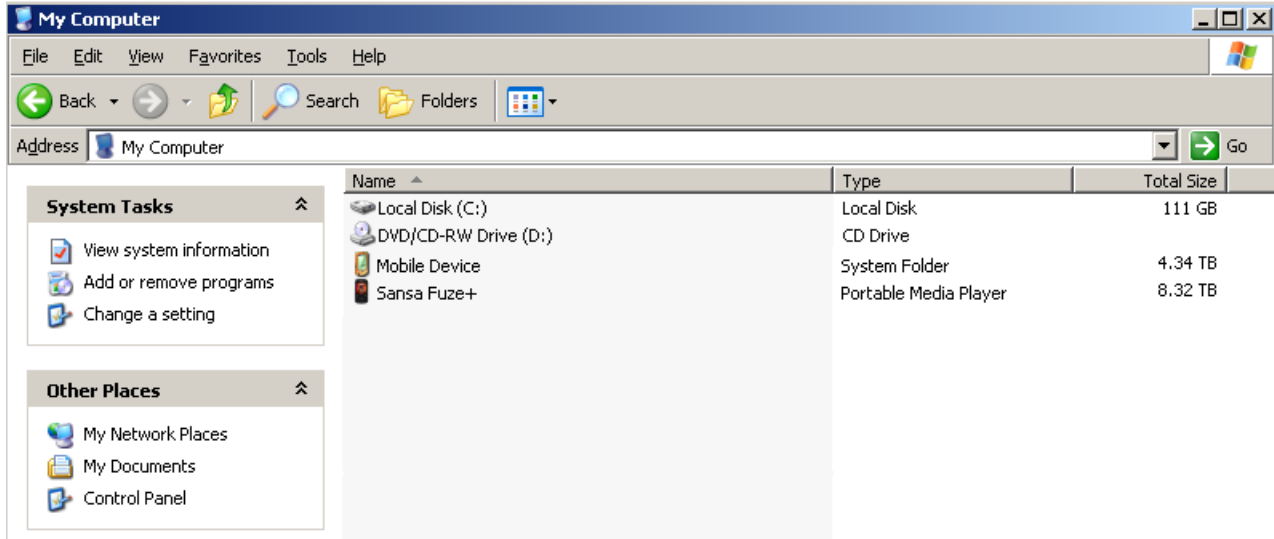 My Computer
File Edit View Favorites Tools Help
Back Search Folders
Address My Computer Go
Name Type Total Size
System Tasks
View system information
Add or remove programs
Change a setting
Other Places
My Network Places
My Documents
Control Panel
Local Disk (C:) Local Disk 111 GB
DVD/CD-RW Drive (D:) CD Drive
Mobile Device System Folder 4.34 TB
Sansa Fuze+ Portable Media Player 8.32 TB